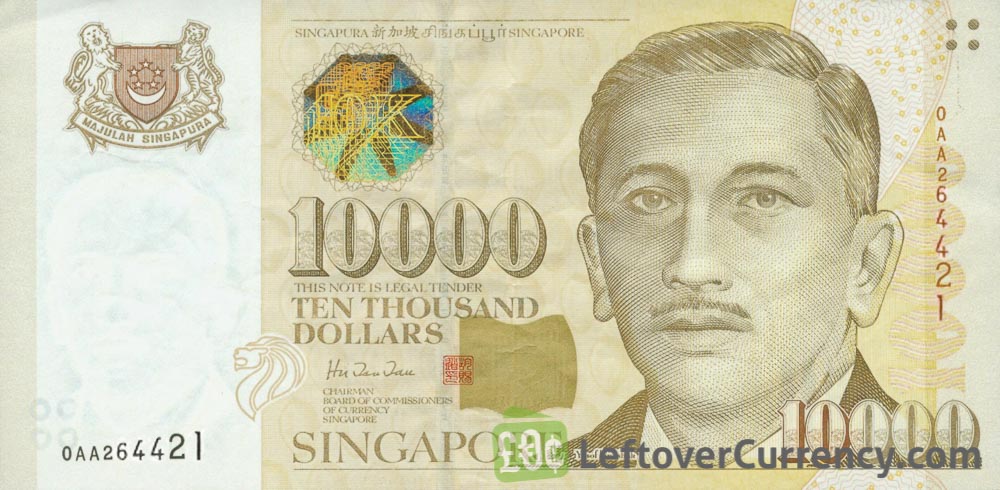 SINGAPURA 新加坡 சிங்கப்பூர் SINGAPORE
MAJULAH SINGAPURA
10K
10000
THIS NOTE IS LEGAL TENDER
TEN THOUSAND
DOLLARS
Hu Tsu Tau
CHAIRMAN
BOARD OF COMMISSIONERS
OF CURRENCY
SINGAPORE
0AA264421
SINGAPO
0AA264421
10000
£0¢
LeftoverCurrency.com